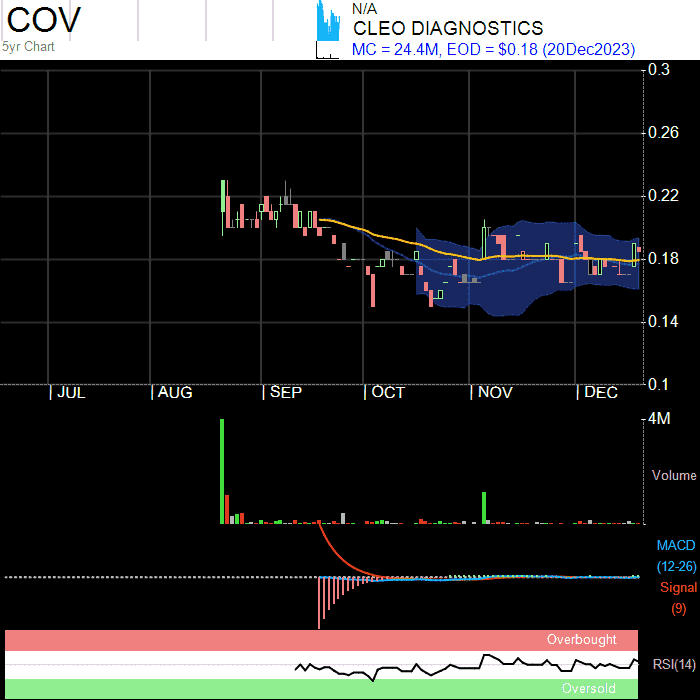 COV
5yr Chart
N/A
CLEO DIAGNOSTICS
MC = 24.4M, EOD = $0.18 (20Dec2023)
0.3
0.26
0.22
0.18
0.14
0.1
JUL AUG SEP OCT NOV DEC
4M
Volume
MACD
(12-26)
Signal
(9)
Overbought
RSI(14)
Oversold